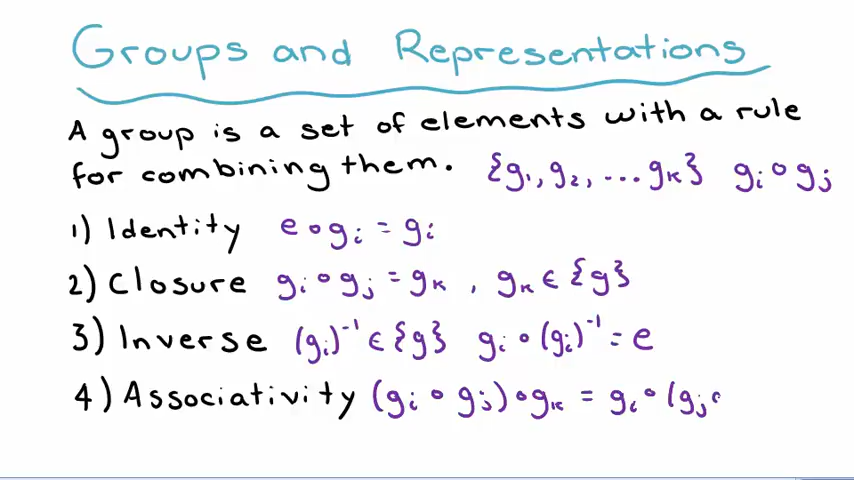 Groups and Representations
A group is a set of elements with a rule
for combining them. {g₁, g₂, ... gₖ} gᵢ ∘ gⱼ
1) Identity e ∘ gᵢ = gᵢ
2) Closure gᵢ ∘ gⱼ = gₖ , gₖ ∈ {g}
3) Inverse (gᵢ)⁻¹ ∈ {g} gᵢ ∘ (gᵢ)⁻¹ = e
4) Associativity (gᵢ ∘ gⱼ) ∘ gₖ = gᵢ ∘ (gⱼ